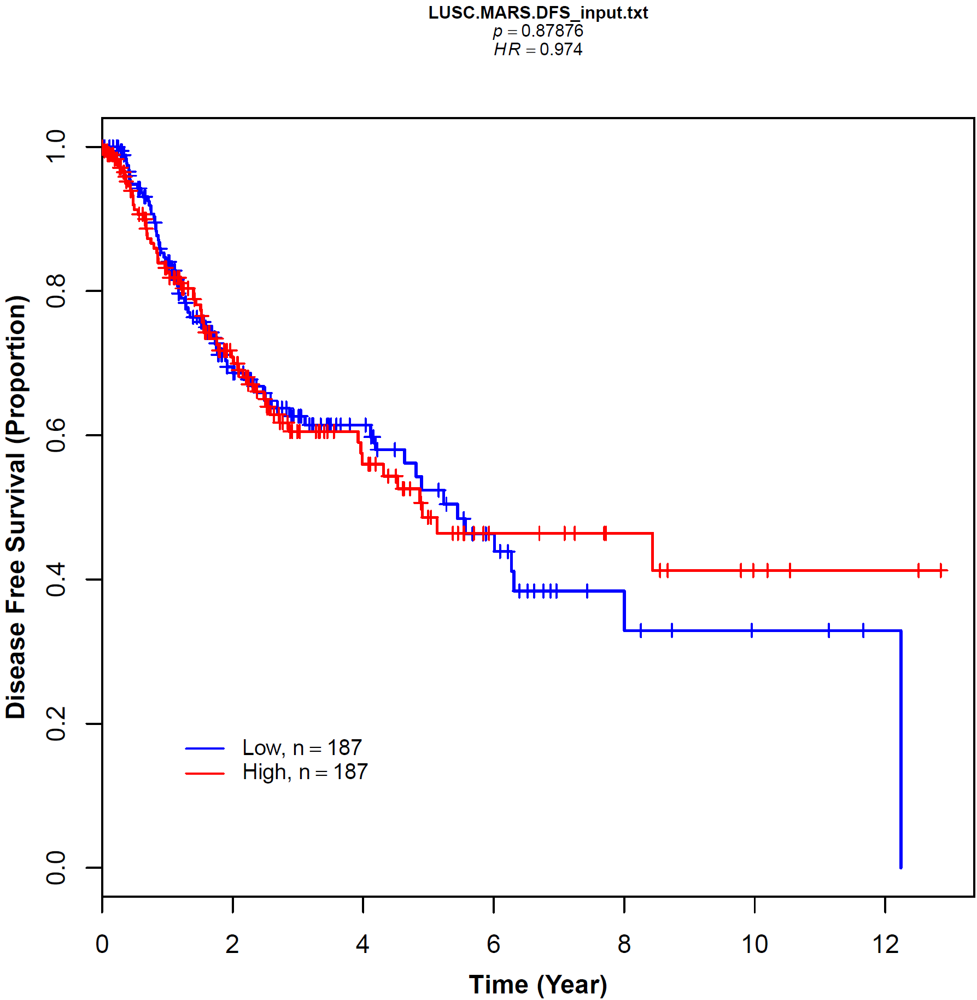 LUSC.MARS.DFS_input.txt
p = 0.87876
HR = 0.974
Disease Free Survival (Proportion)
1.0
0.8
0.6
0.4
0.2
0.0
Low, n = 187
High, n = 187
0 2 4 6 8 10 12
Time (Year)